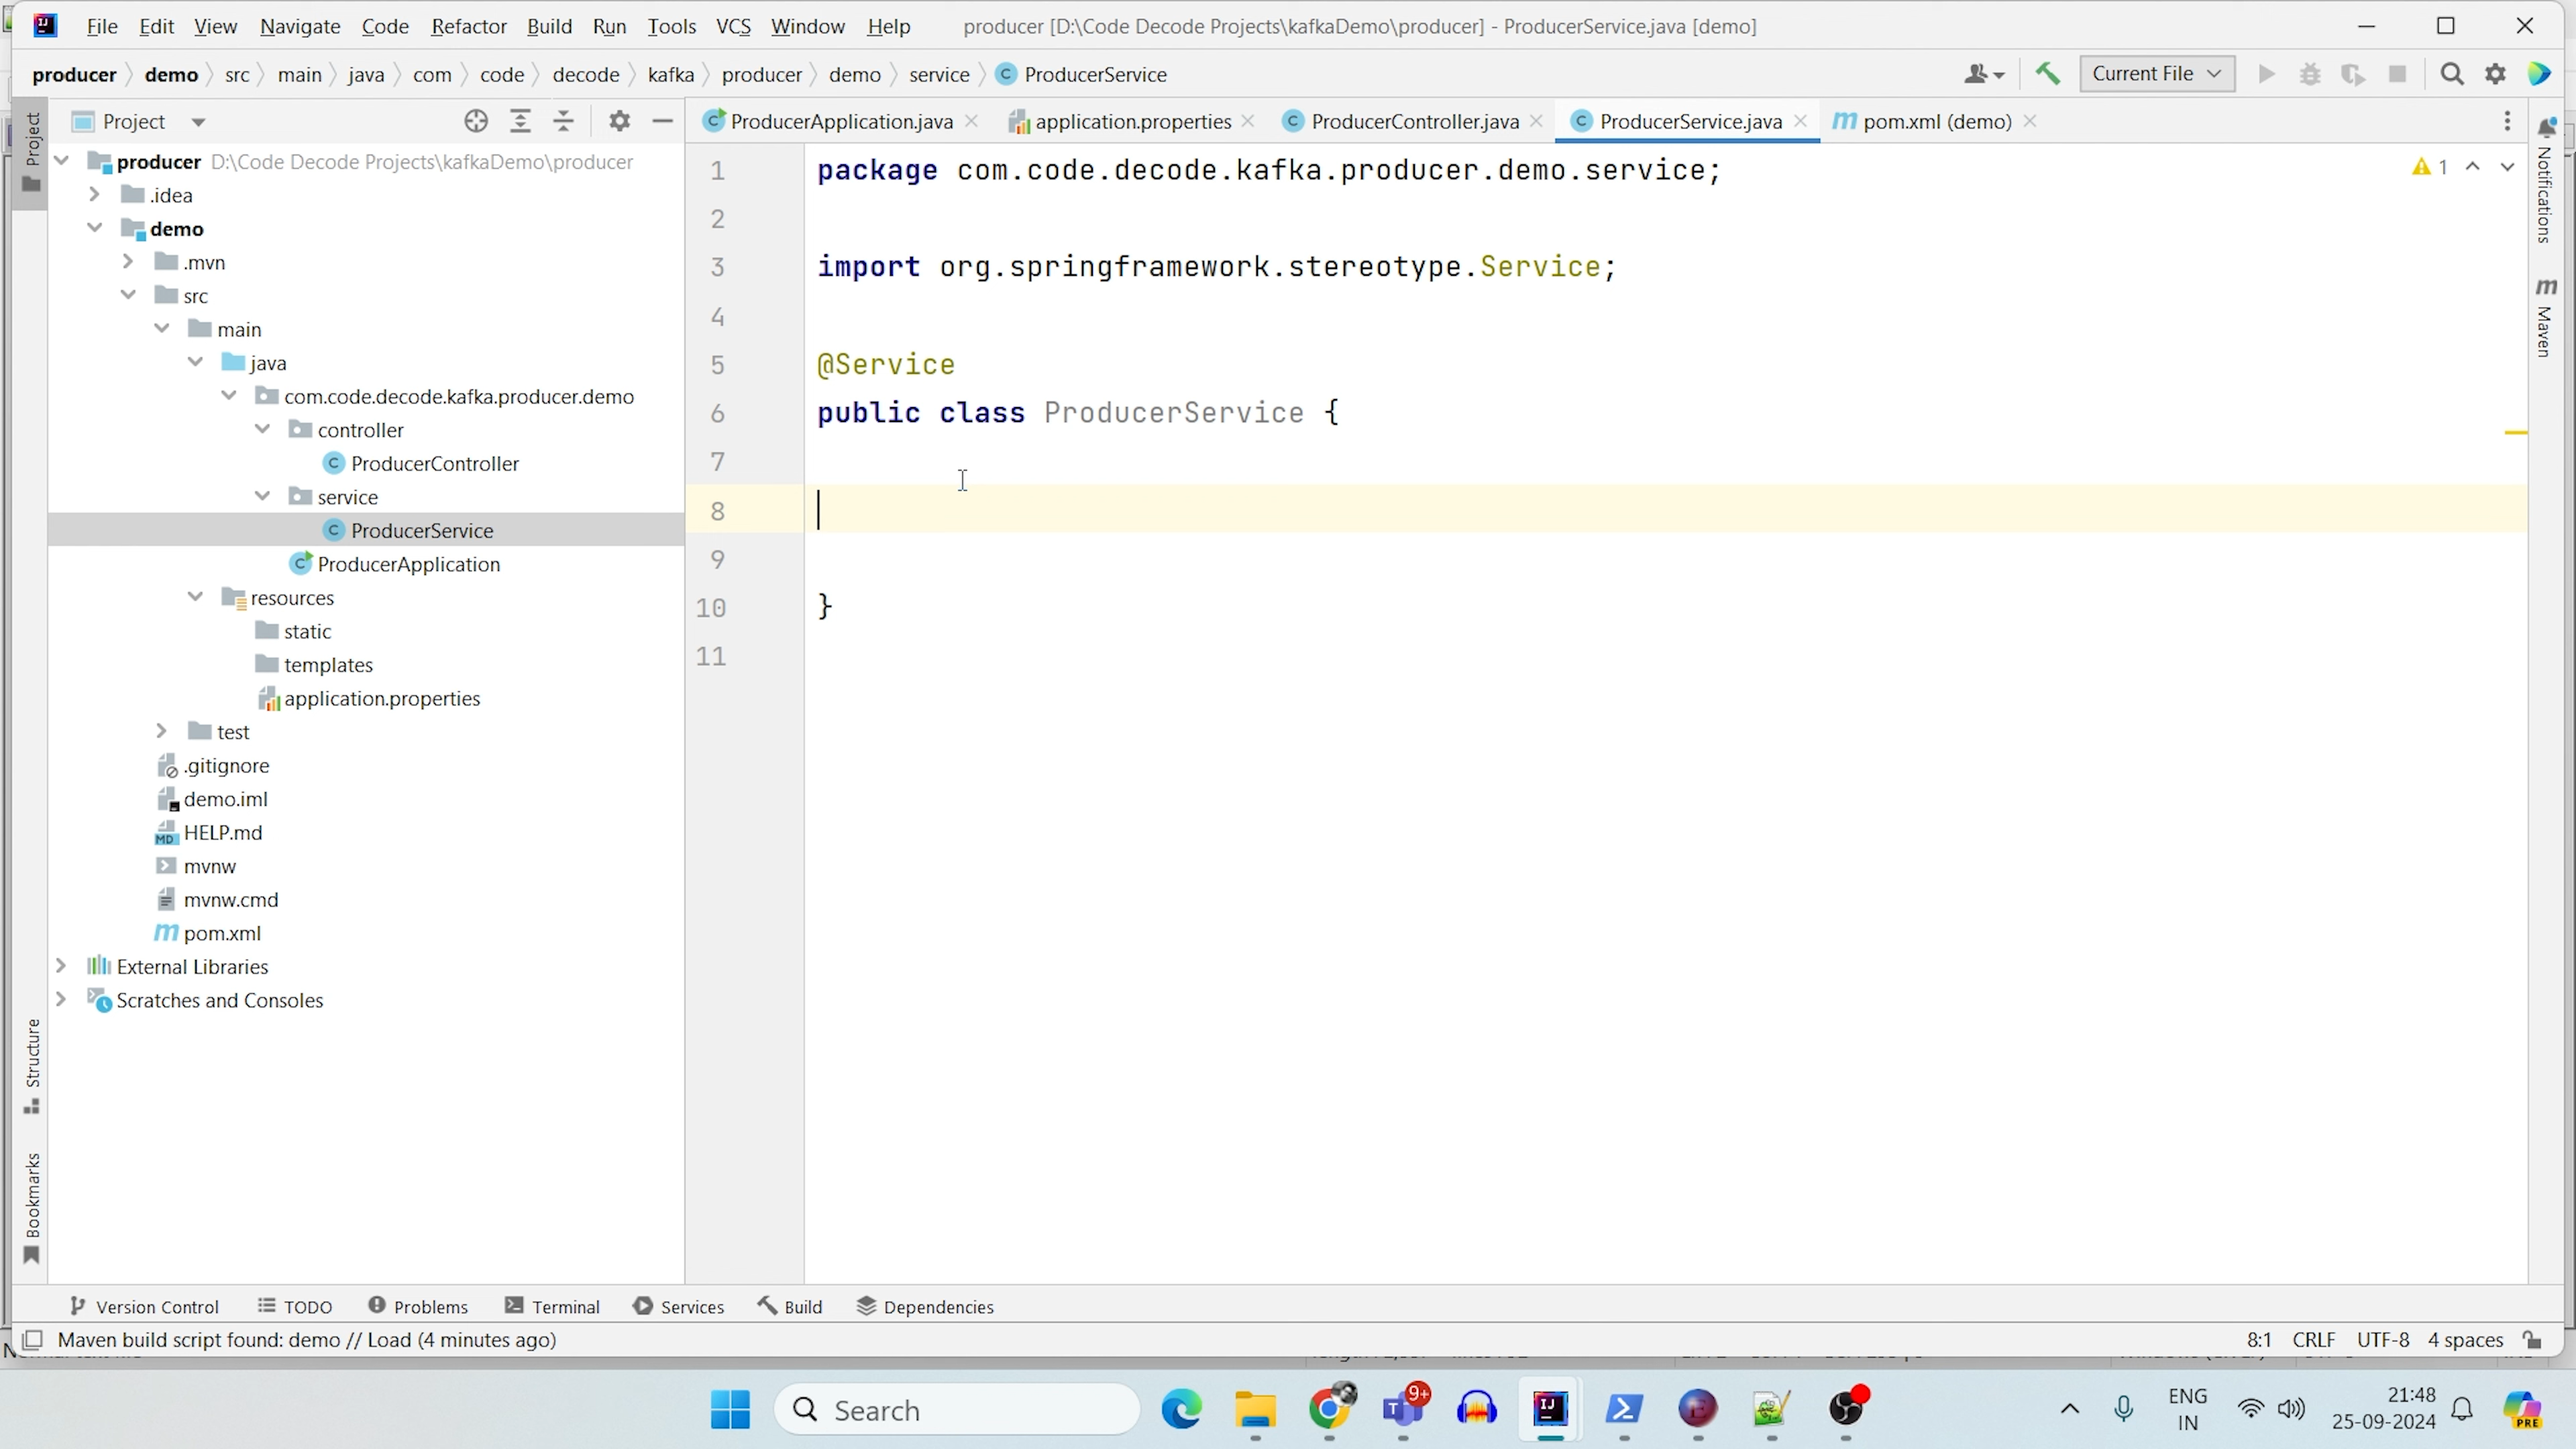 File Edit View Navigate Code Refactor Build Run Tools VCS Window Help producer [D:\Code Decode Projects\kafkaDemo\producer] - ProducerService.java [demo]
producer demo src main java com code decode kafka producer demo service ProducerService Current File
Project
Project
ProducerApplication.java application.properties ProducerController.java ProducerService.java pom.xml (demo)
producer D:\Code Decode Projects\kafkaDemo\producer
.idea
demo
.mvn
src
main
java
com.code.decode.kafka.producer.demo
controller
ProducerController
service
ProducerService
ProducerApplication
resources
static
templates
application.properties
test
.gitignore
demo.iml
HELP.md
mvnw
mvnw.cmd
pom.xml
External Libraries
Scratches and Consoles
Structure
Bookmarks
1 package com.code.decode.kafka.producer.demo.service;
2
3 import org.springframework.stereotype.Service;
4
5 @Service
6 public class ProducerService {
7
8
9
10 }
11
1
Notifications
Maven
Version Control TODO Problems Terminal Services Build Dependencies
Maven build script found: demo // Load (4 minutes ago) 8:1 CRLF UTF-8 4 spaces
Search
9+
ENG
IN
21:48
25-09-2024
PRE